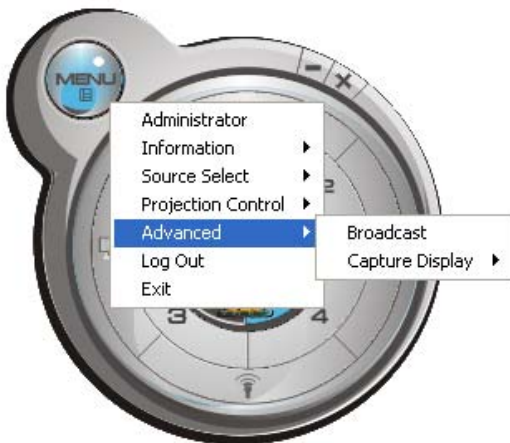 MENU
Administrator
Information
2
Source Select
Projection Control
Advanced
Broadcast
Log Out
Capture Display
Exit
3
4